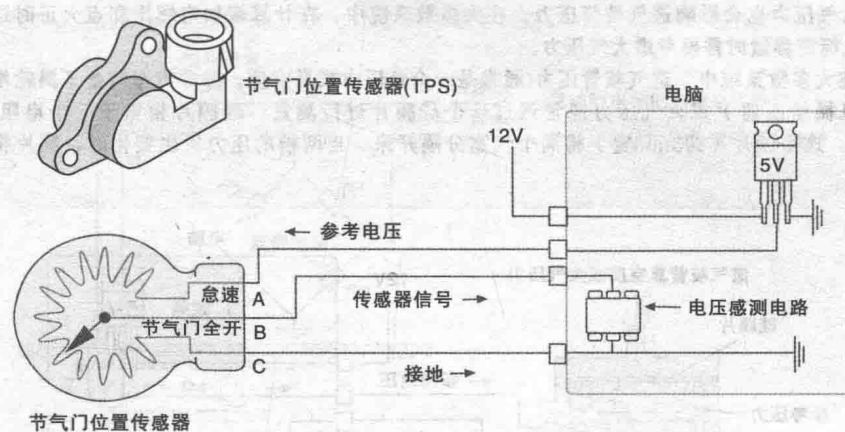 节气门位置传感器(TPS)
电脑
12V
5V
参考电压
怠速
A
传感器信号
电压感测电路
节气门全开
B
C
接地
节气门位置传感器